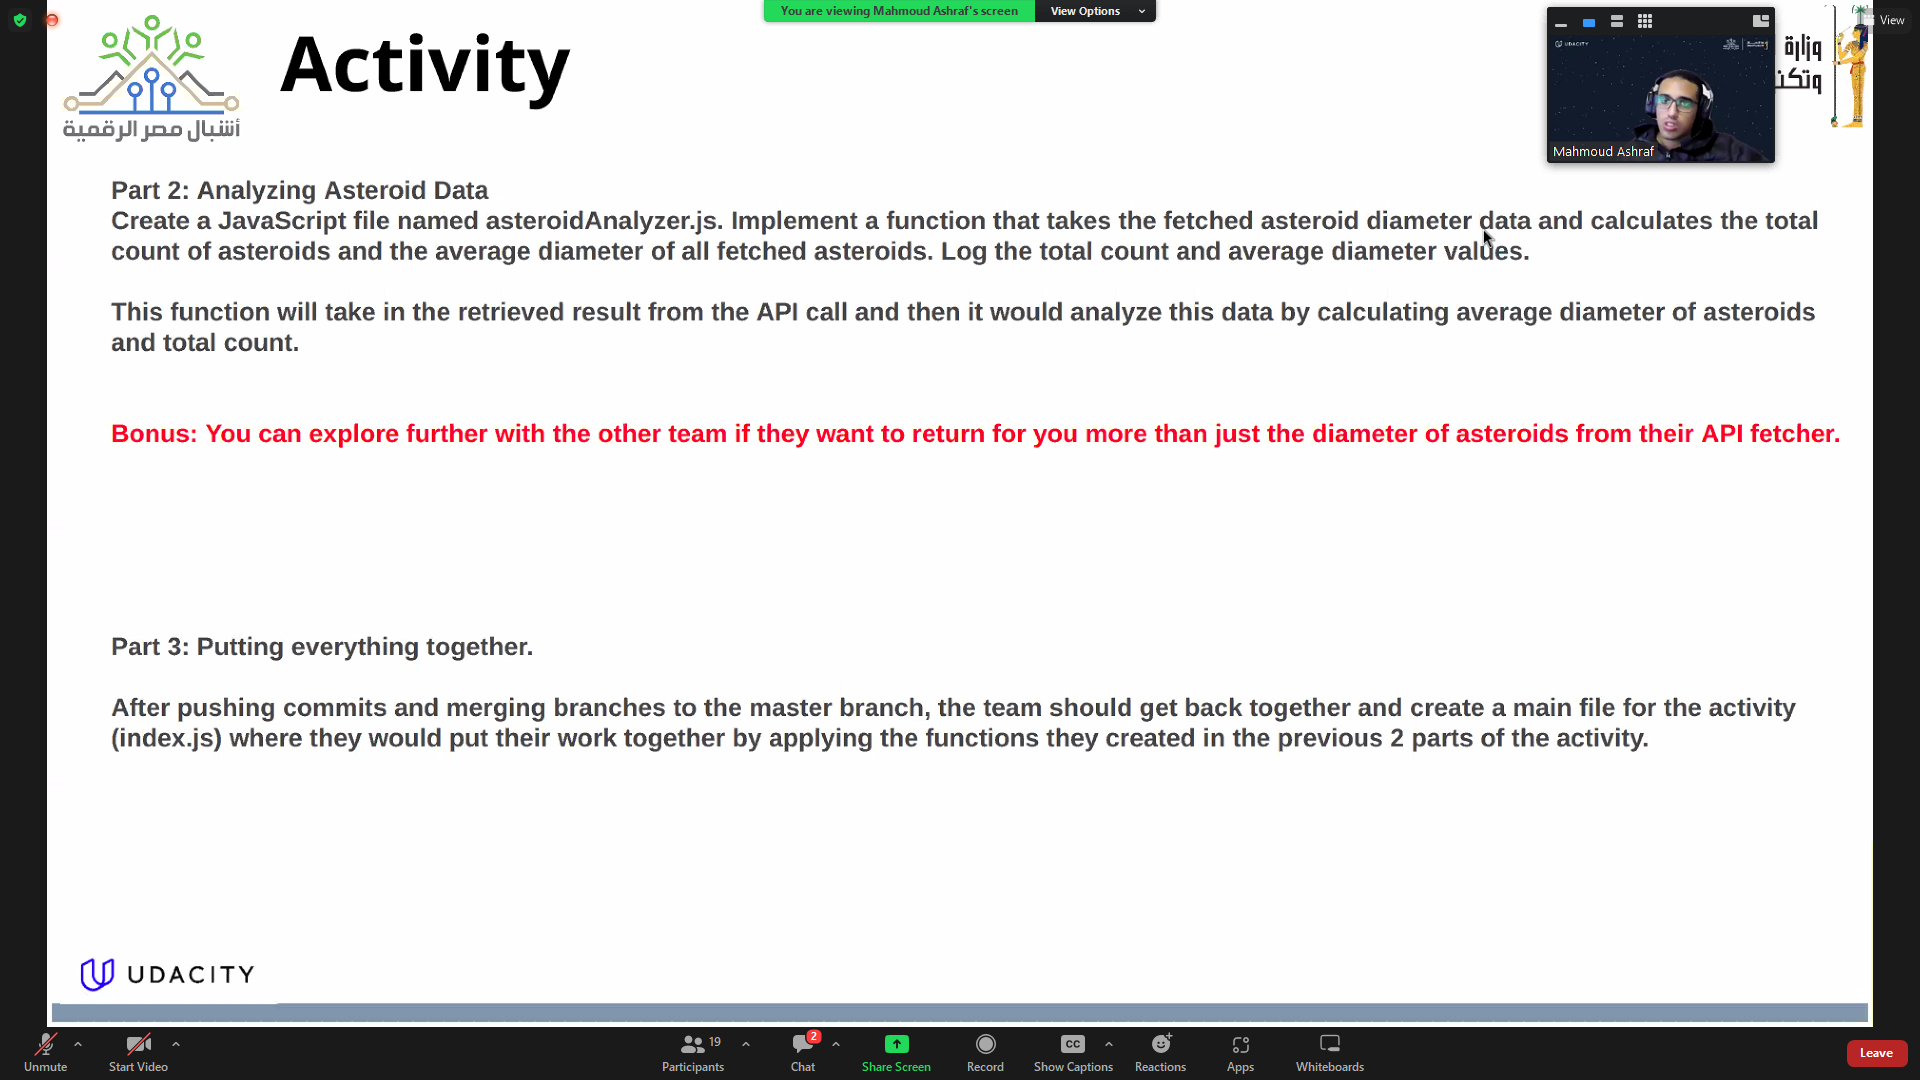 You are viewing Mahmoud Ashraf's screen
View Options
View
Activity
أشبال مصر الرقمية
وزارة
وتكن
UDACITY
Mahmoud Ashraf
Part 2: Analyzing Asteroid Data
Create a JavaScript file named asteroidAnalyzer.js. Implement a function that takes the fetched asteroid diameter data and calculates the total
count of asteroids and the average diameter of all fetched asteroids. Log the total count and average diameter values.
This function will take in the retrieved result from the API call and then it would analyze this data by calculating average diameter of asteroids
and total count.
Bonus: You can explore further with the other team if they want to return for you more than just the diameter of asteroids from their API fetcher.
Part 3: Putting everything together.
After pushing commits and merging branches to the master branch, the team should get back together and create a main file for the activity
(index.js) where they would put their work together by applying the functions they created in the previous 2 parts of the activity.
UDACITY
Unmute
Start Video
19
Participants
2
Chat
Share Screen
Record
CC
Show Captions
Reactions
Apps
Whiteboards
Leave